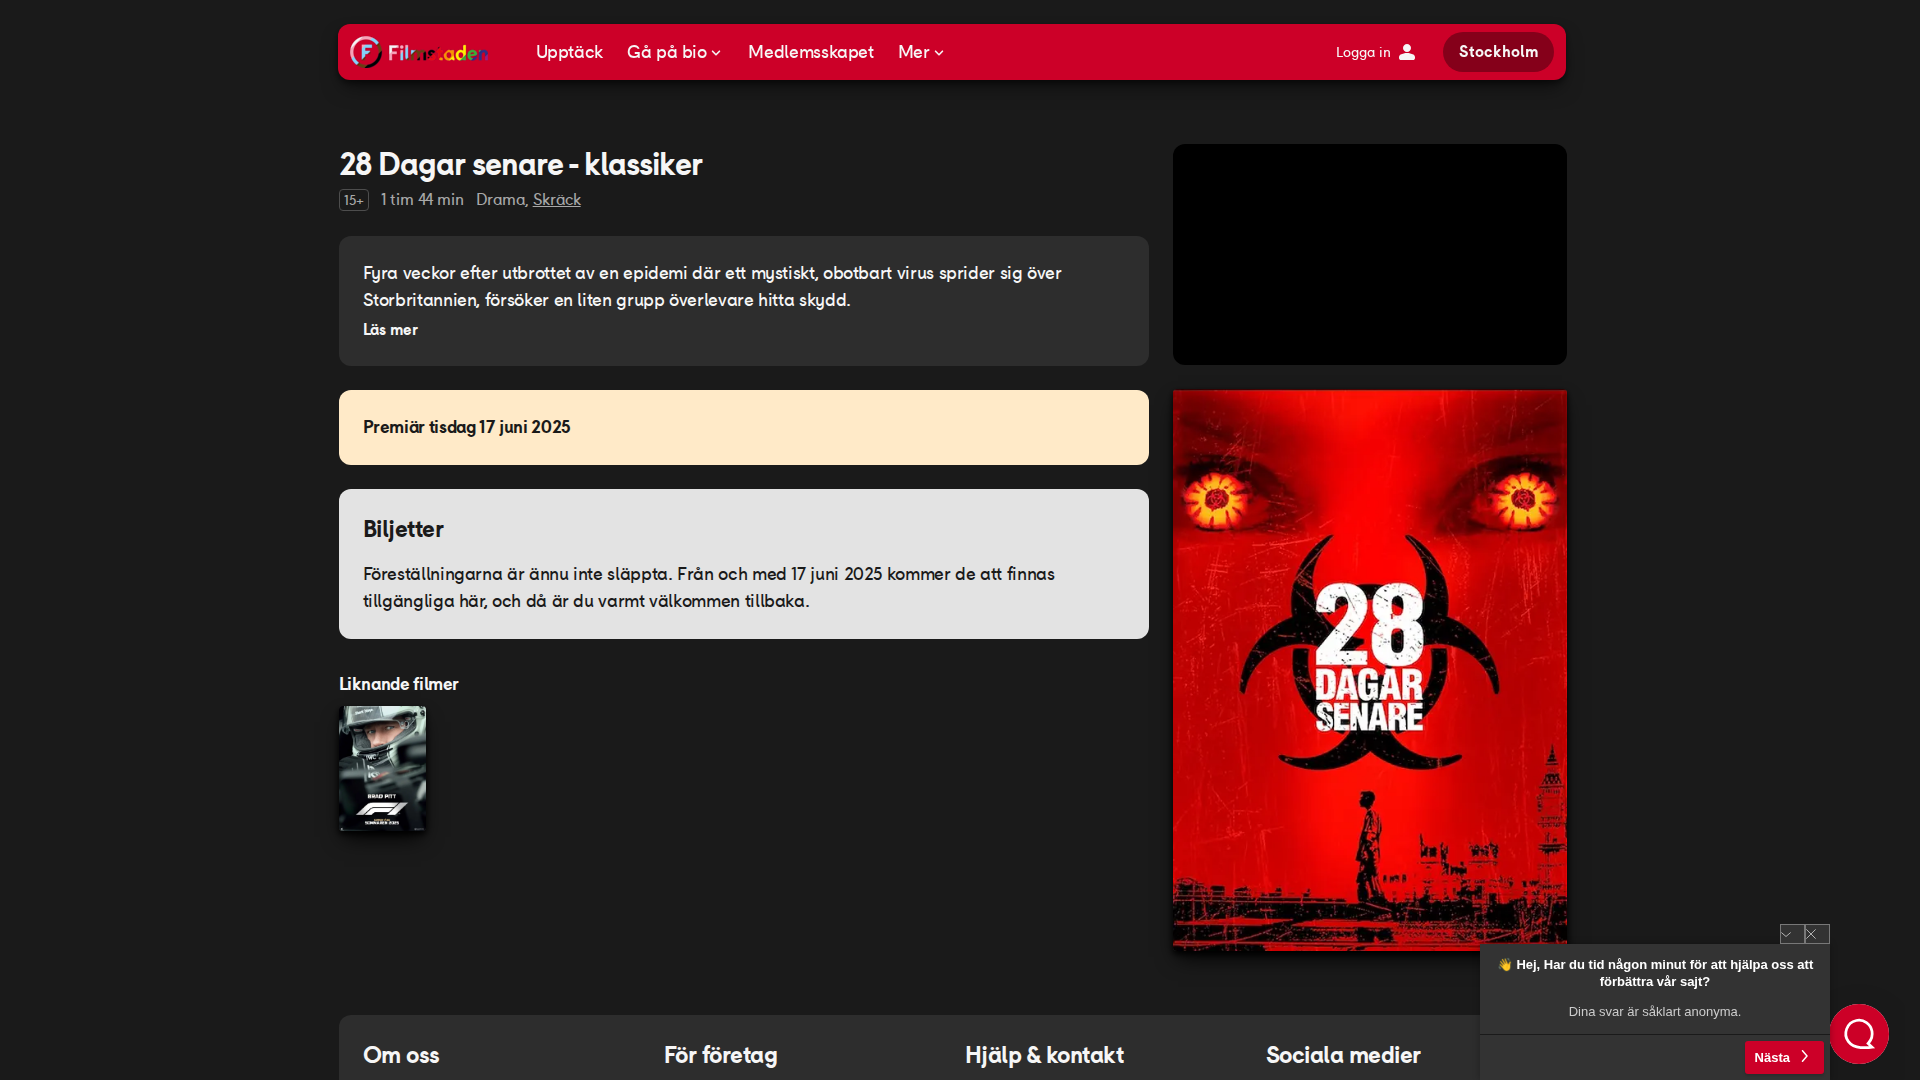 Filmstaden
Upptäck
Gå på bio
Medlemsskapet
Mer
Logga in
Stockholm
28 Dagar senare - klassiker
15+ 1 tim 44 min Drama, Skräck
Fyra veckor efter utbrottet av en epidemi där ett mystiskt, obotbart virus sprider sig över
Storbritannien, försöker en liten grupp överlevare hitta skydd.
Läs mer
Premiär tisdag 17 juni 2025
Biljetter
Föreställningarna är ännu inte släppta. Från och med 17 juni 2025 kommer de att finnas
tillgängliga här, och då är du varmt välkommen tillbaka.
Liknande filmer
IWC
BRAD PITT
F1
SOMMAREN 2025
28
DAGAR
SENARE
👋 Hej, Har du tid någon minut för att hjälpa oss att
förbättra vår sajt?
Dina svar är såklart anonyma.
Nästa
Om oss
För företag
Hjälp & kontakt
Sociala medier